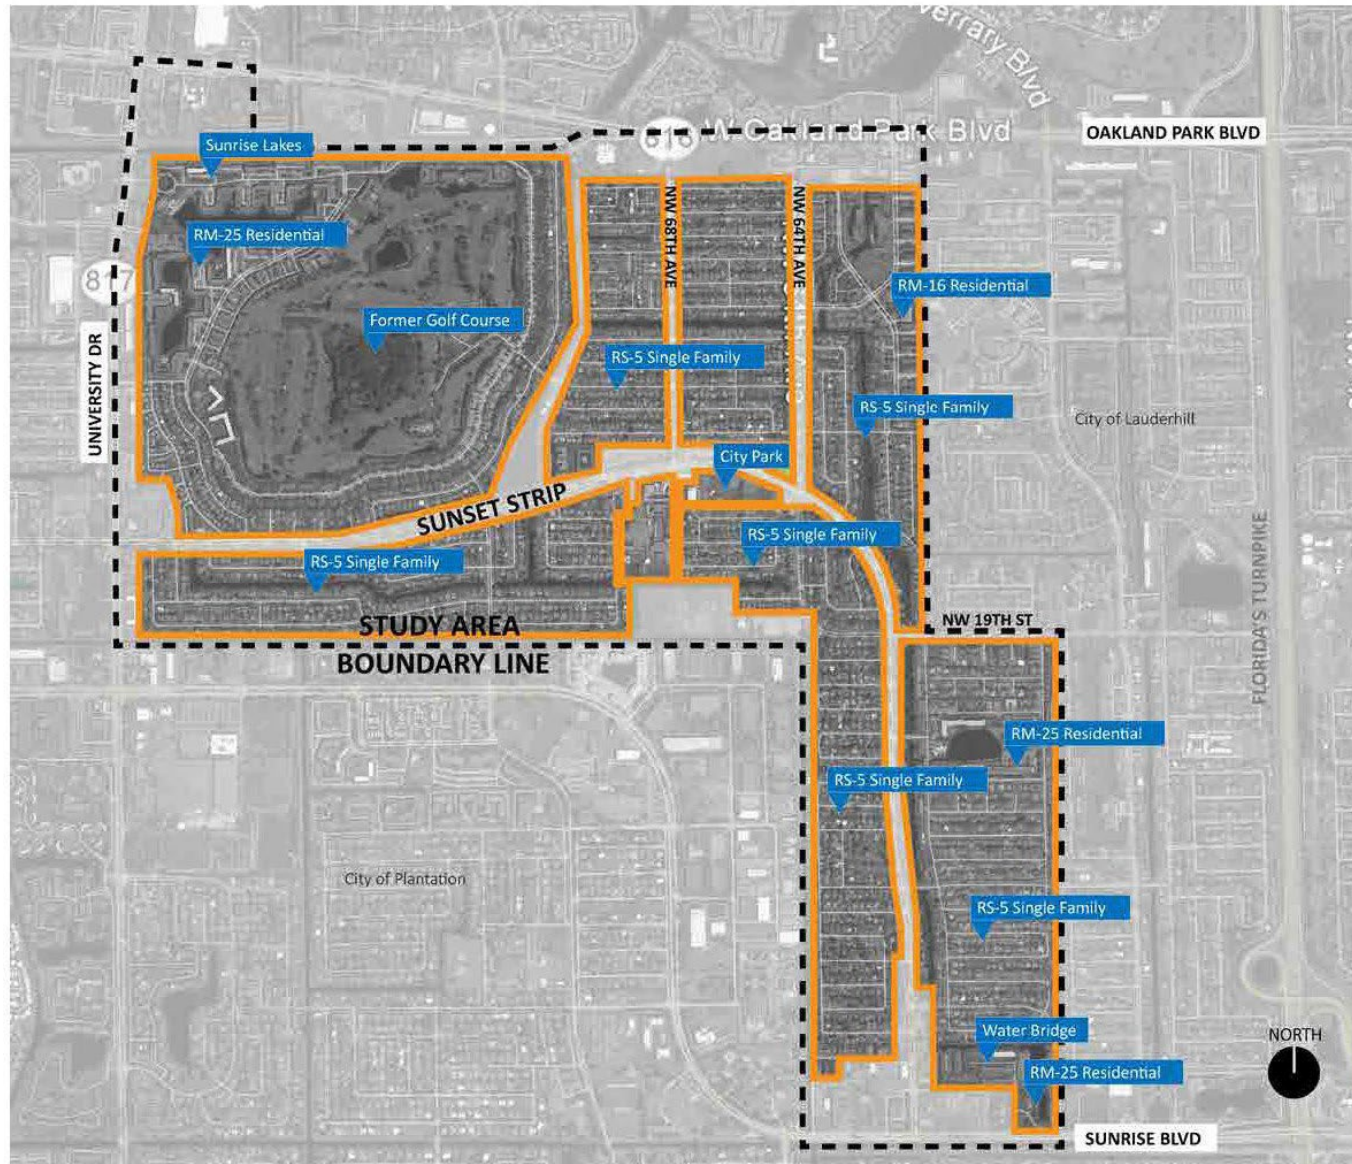 W Oakland Park Blvd
OAKLAND PARK BLVD
Sunrise Lakes
NW 68TH AVE
NW 64TH AVE
RM-25 Residential
817
RM-16 Residential
Former Golf Course
UNIVERSITY DR
RS-5 Single Family
RS-5 Single Family
City of Lauderhill
City Park
SUNSET STRIP
RS-5 Single Family
RS-5 Single Family
FLORIDA'S TURNPIKE
STUDY AREA
BOUNDARY LINE
NW 19TH ST
RM-25 Residential
RS-5 Single Family
City of Plantation
RS-5 Single Family
Water Bridge
NORTH
RM-25 Residential
SUNRISE BLVD